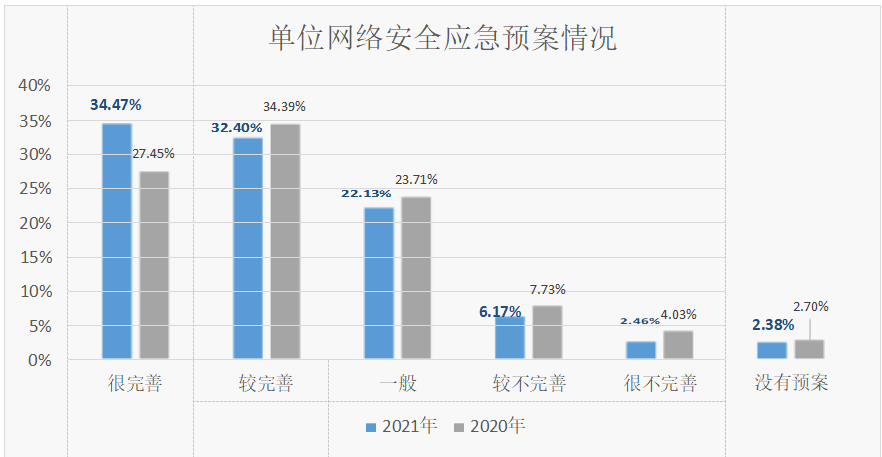 单位网络安全应急预案情况
40%
35%
30%
25%
20%
15%
10%
5%
0%
34.47%
27.45%
32.40%
34.39%
22.13%
23.71%
6.17%
7.73%
2.46%
4.03%
2.38%
2.70%
很完善
较完善
一般
较不完善
很不完善
没有预案
2021年
2020年